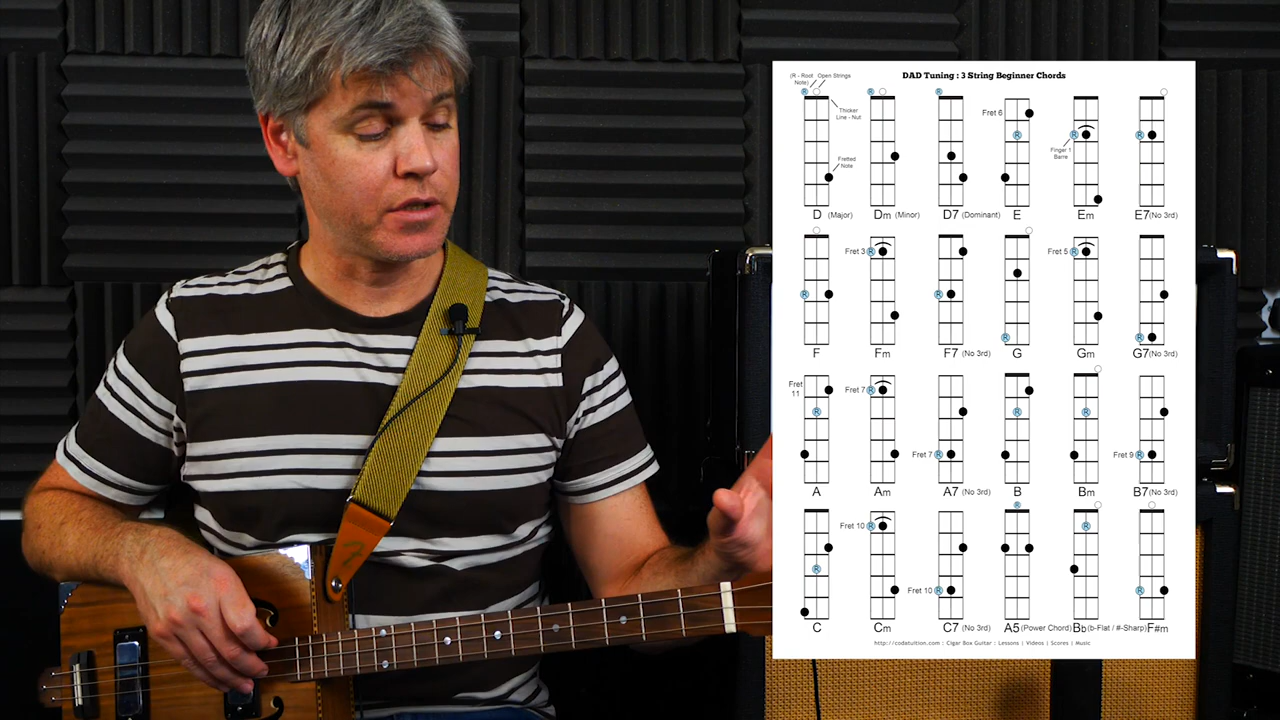 DAD Tuning : 3 String Beginner Chords
(R - Root Note)
Open Strings
R
R
R
Thicker Line - Nut
Fret 6
R
R
R
Finger 1 Barre
Fretted Note
D (Major)
Dm (Minor)
D7 (Dominant)
E
Em
E7(No 3rd)
Fret 3
R
Fret 5
R
R
R
R
R
F
Fm
F7 (No 3rd)
G
Gm
G7(No 3rd)
Fret 11
Fret 7
R
R
R
R
Fret 7
R
Fret 9
R
A
Am
A7 (No 3rd)
B
Bm
B7(No 3rd)
R
Fret 10
R
R
R
Fret 10
R
R
C
Cm
C7 (No 3rd)
A5(Power Chord)
Bb(b-Flat / #-Sharp)
F#m
http://codatuition.com : Cigar Box Guitar : Lessons | Videos | Scores | Music